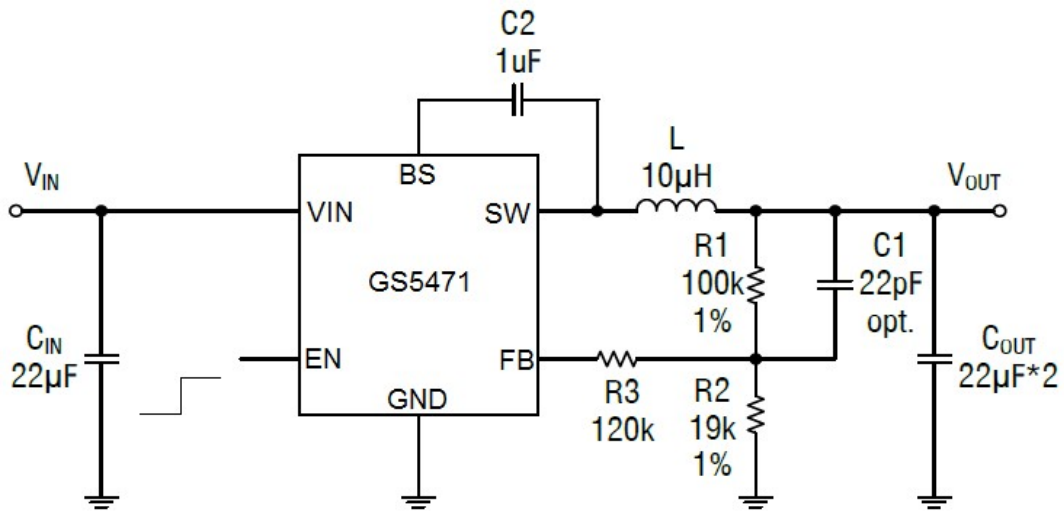 C2
1uF
BS
VIN
VIN
SW
L
10µH
VOUT
GS5471
R1
100k
1%
C1
22pF
opt.
CIN
22µF
EN
FB
GND
R3
120k
R2
19k
1%
COUT
22µF*2